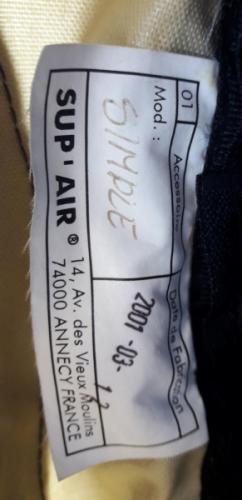 01 Accessoire Date de Fabrication
Mod. :
SIMPLE 2001-03-
12
SUP'AIR ® 14, Av. des Vieux Moulins
74000 ANNECY FRANCE